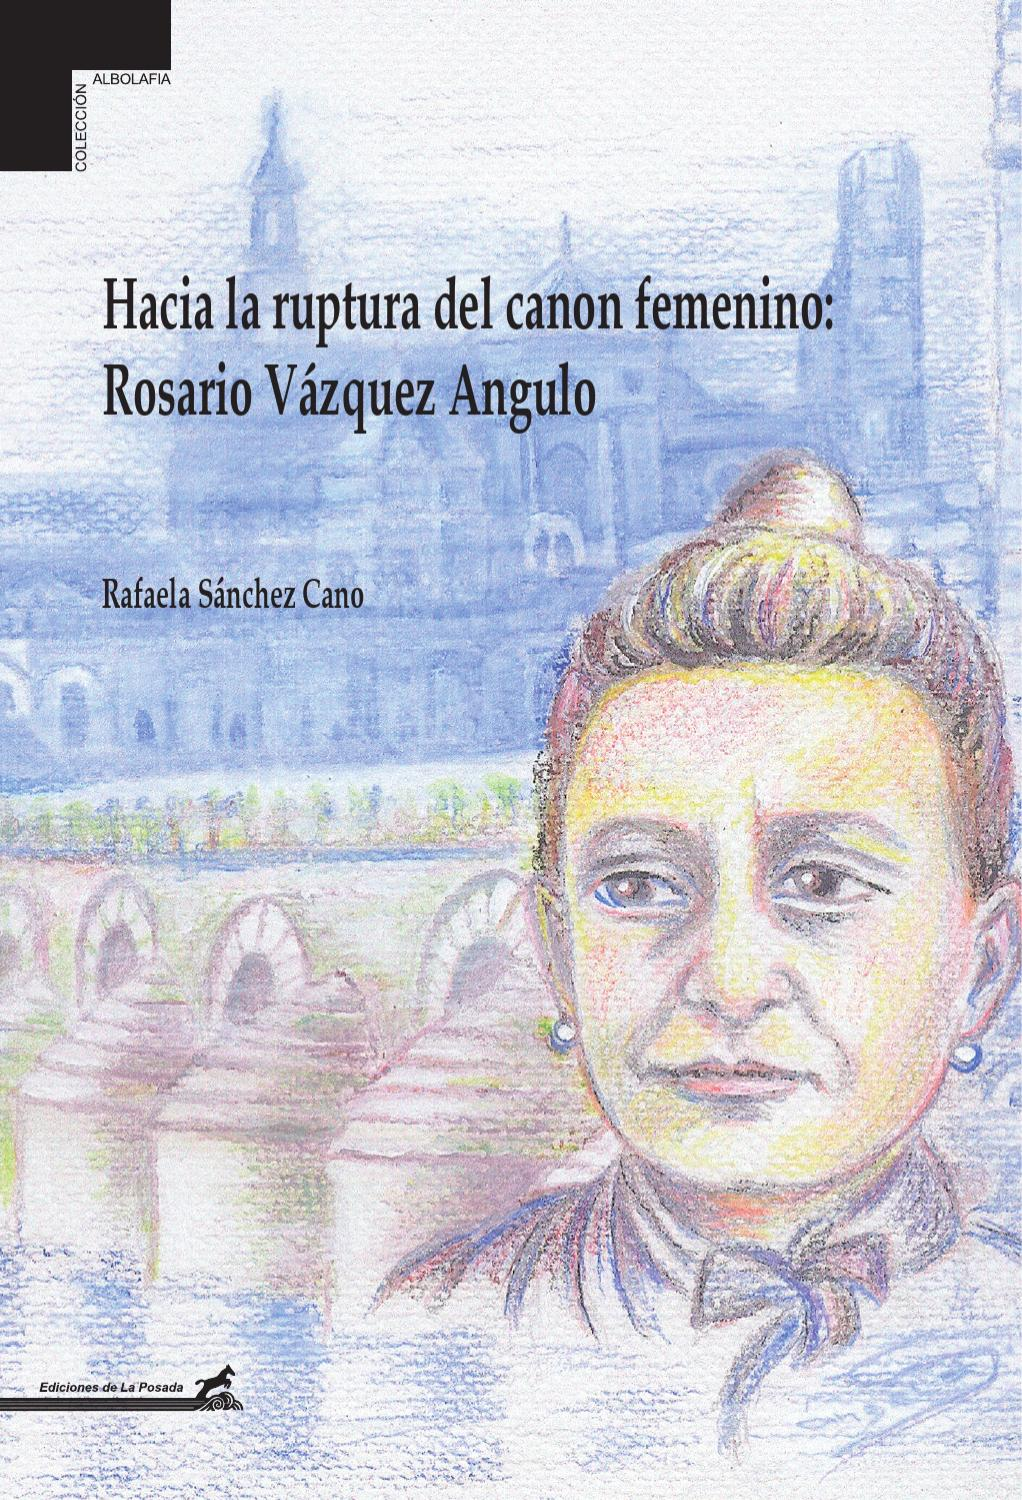 ALBOLAFIA
COLECCIÓN
Hacia la ruptura del canon femenino:
Rosario Vázquez Angulo
Rafaela Sánchez Cano
Ediciones de La Posada